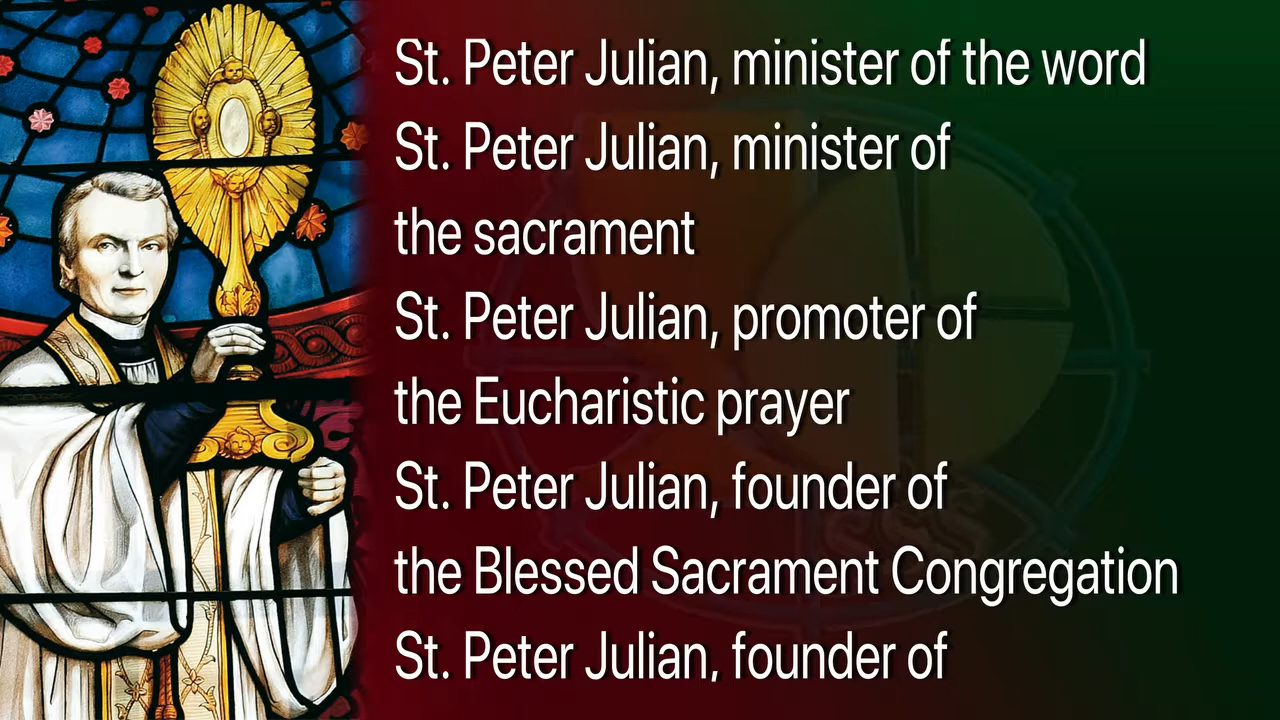 St. Peter Julian, minister of the word
St. Peter Julian, minister of
the sacrament
St. Peter Julian, promoter of
the Eucharistic prayer
St. Peter Julian, founder of
the Blessed Sacrament Congregation
St. Peter Julian, founder of